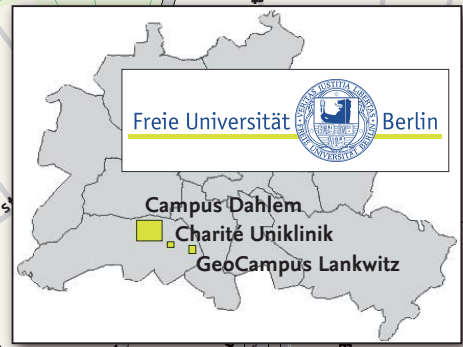 Freie Universität Berlin
VERITAS IUSTITIA LIBERTAS
FREIE UNIVERSITÄT BERLIN
Campus Dahlem
Charité Uniklinik
GeoCampus Lankwitz